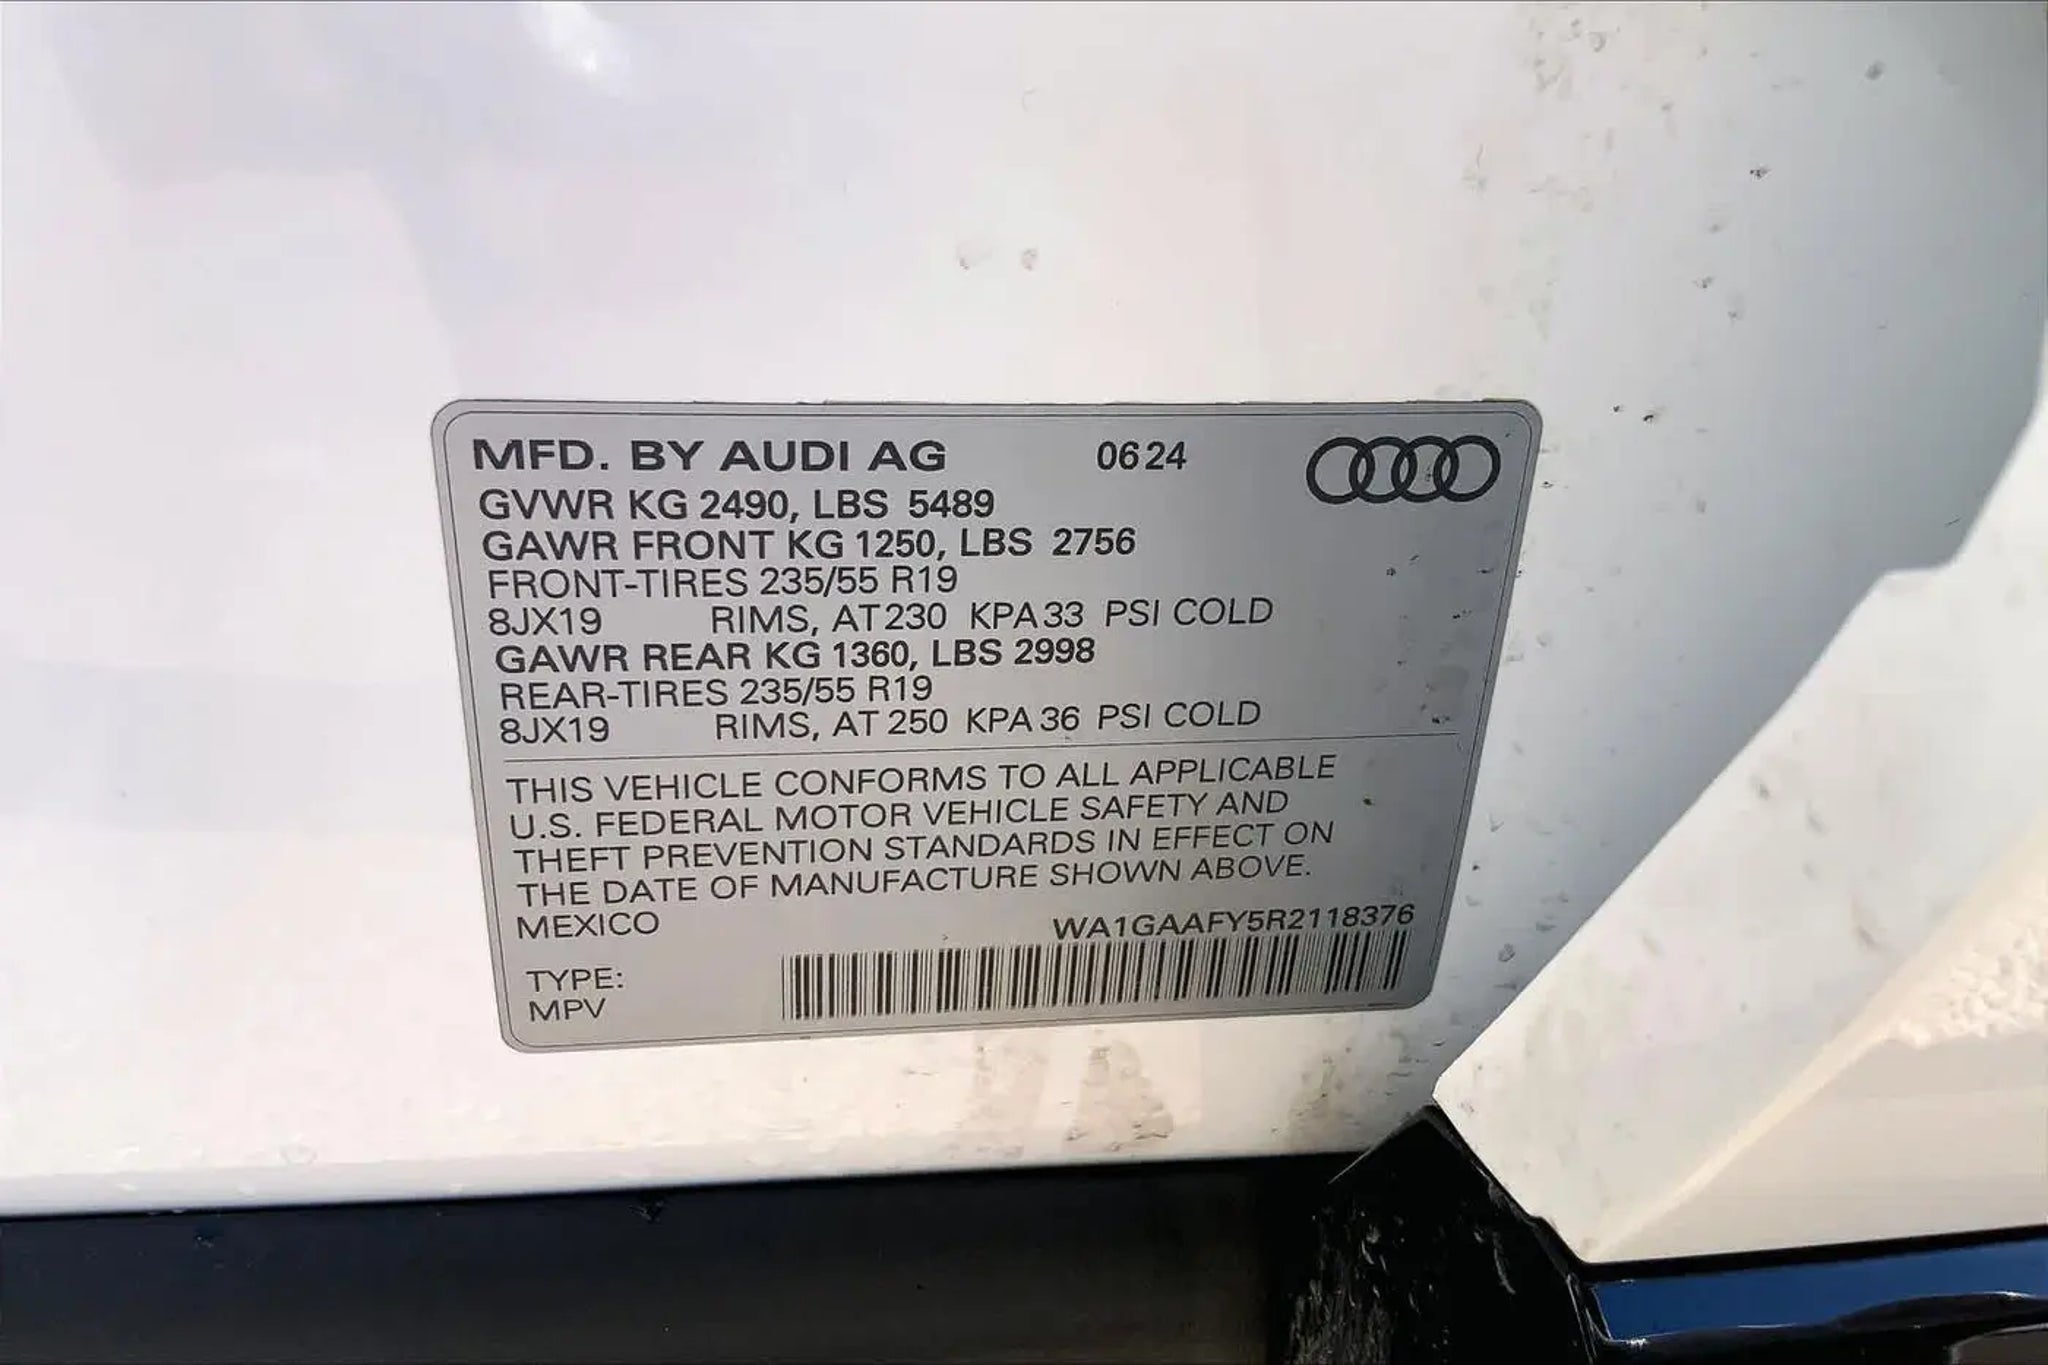 MFD. BY AUDI AG 06 24
GVWR KG 2490, LBS 5489
GAWR FRONT KG 1250, LBS 2756
FRONT-TIRES 235/55 R19
8JX19 RIMS, AT 230 KPA 33 PSI COLD
GAWR REAR KG 1360, LBS 2998
REAR-TIRES 235/55 R19
8JX19 RIMS, AT 250 KPA 36 PSI COLD
THIS VEHICLE CONFORMS TO ALL APPLICABLE
U.S. FEDERAL MOTOR VEHICLE SAFETY AND
THEFT PREVENTION STANDARDS IN EFFECT ON
THE DATE OF MANUFACTURE SHOWN ABOVE.
MEXICO WA1GAAFY5R2118376
TYPE:
MPV